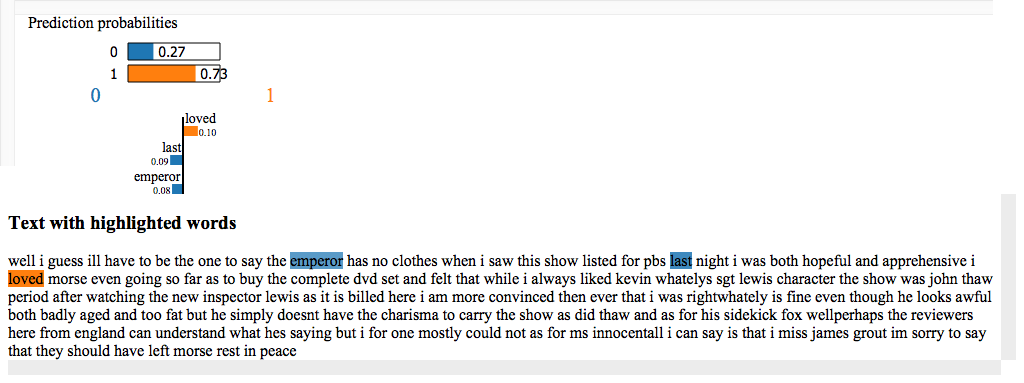 Prediction probabilities
0 0.27
1 0.73
0 1
loved
0.10
last
0.09
emperor
0.08
Text with highlighted words
well i guess ill have to be the one to say the emperor has no clothes when i saw this show listed for pbs last night i was both hopeful and apprehensive i
loved morse even going so far as to buy the complete dvd set and felt that while i always liked kevin whatelys sgt lewis character the show was john thaw
period after watching the new inspector lewis as it is billed here i am more convinced then ever that i was rightwhately is fine even though he looks awful
both badly aged and too fat but he simply doesnt have the charisma to carry the show as did thaw and as for his sidekick fox wellperhaps the reviewers
here from england can understand what hes saying but i for one mostly could not as for ms innocentall i can say is that i miss james grout im sorry to say
that they should have left morse rest in peace